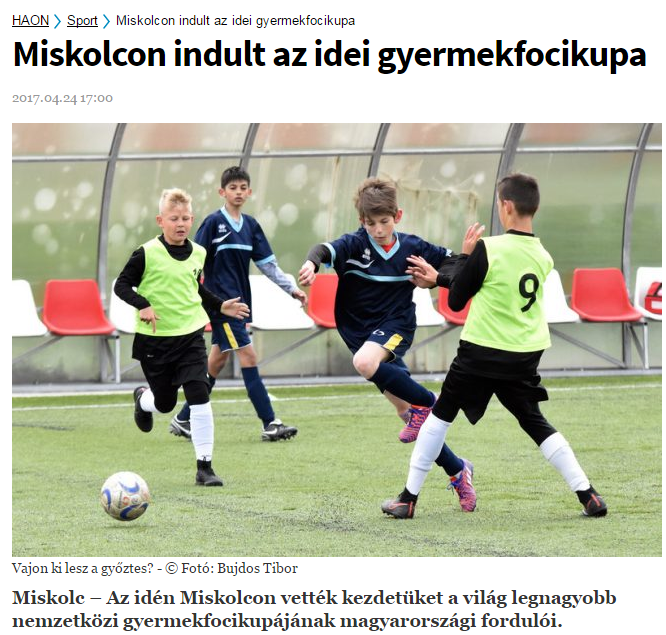 HAON > Sport > Miskolcon indult az idei gyermekfocikupa
Miskolcon indult az idei gyermekfocikupa
2017.04.24 17:00
9
Vajon ki lesz a győztes? - © Fotó: Bujdos Tibor
Miskolc – Az idén Miskolcon vették kezdetüket a világ legnagyobb
nemzetközi gyermekfocikupájának magyarországi fordulói.